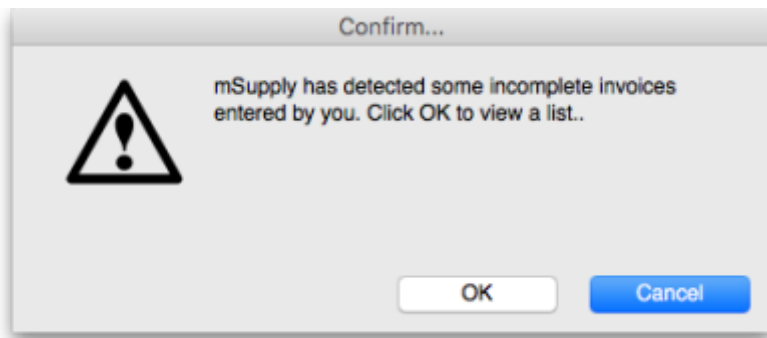 Confirm...
mSupply has detected some incomplete invoices
entered by you. Click OK to view a list..
OK
Cancel